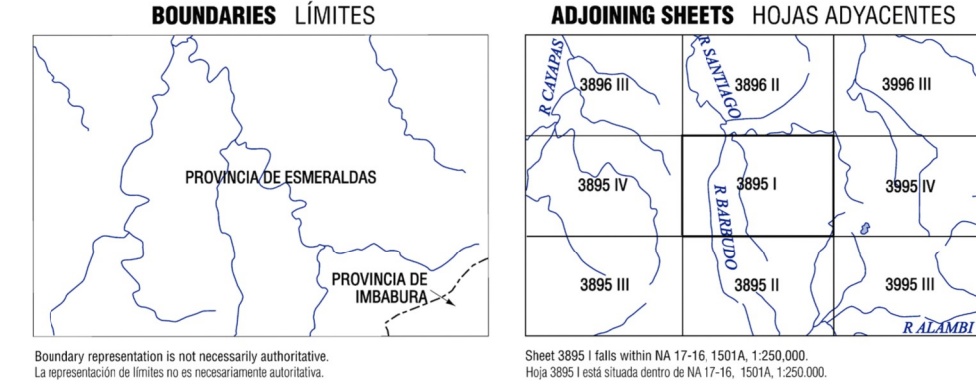 BOUNDARIES LÍMITES
PROVINCIA DE ESMERALDAS
PROVINCIA DE
IMBABURA
Boundary representation is not necessarily authoritative.
La representación de límites no es necesariamente autoritativa.
ADJOINING SHEETS HOJAS ADYACENTES
R CAYAPAS
3896 III
R SANTIAGO
3896 II
3996 III
3895 IV
3895 I
R BARBUDO
3995 IV
3895 III
3895 II
3995 III
R ALAMBI
Sheet 3895 I falls within NA 17-16, 1501A, 1:250,000.
Hoja 3895 I está situada dentro de NA 17-16, 1501A, 1:250.000.